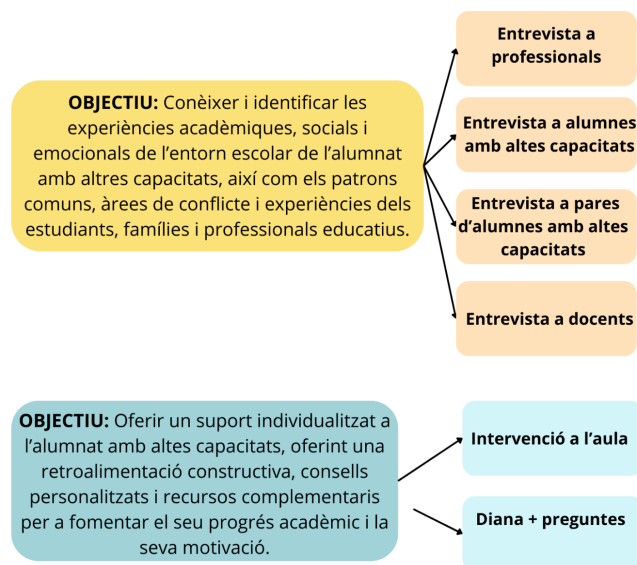 OBJECTIU: Conèixer i identificar les
experiències acadèmiques, socials i
emocionals de l’entorn escolar de l’alumnat
amb altres capacitats, així com els patrons
comuns, àrees de conflicte i experiències dels
estudiants, famílies i professionals educatius.
Entrevista a
professionals
Entrevista a alumnes
amb altes capacitats
Entrevista a pares
d’alumnes amb altes
capacitats
Entrevista a docents
OBJECTIU: Oferir un suport individualitzat a
l’alumnat amb altes capacitats, oferint una
retroalimentació constructiva, consells
personalitzats i recursos complementaris
per a fomentar el seu progrés acadèmic i la
seva motivació.
Intervenció a l’aula
Diana + preguntes